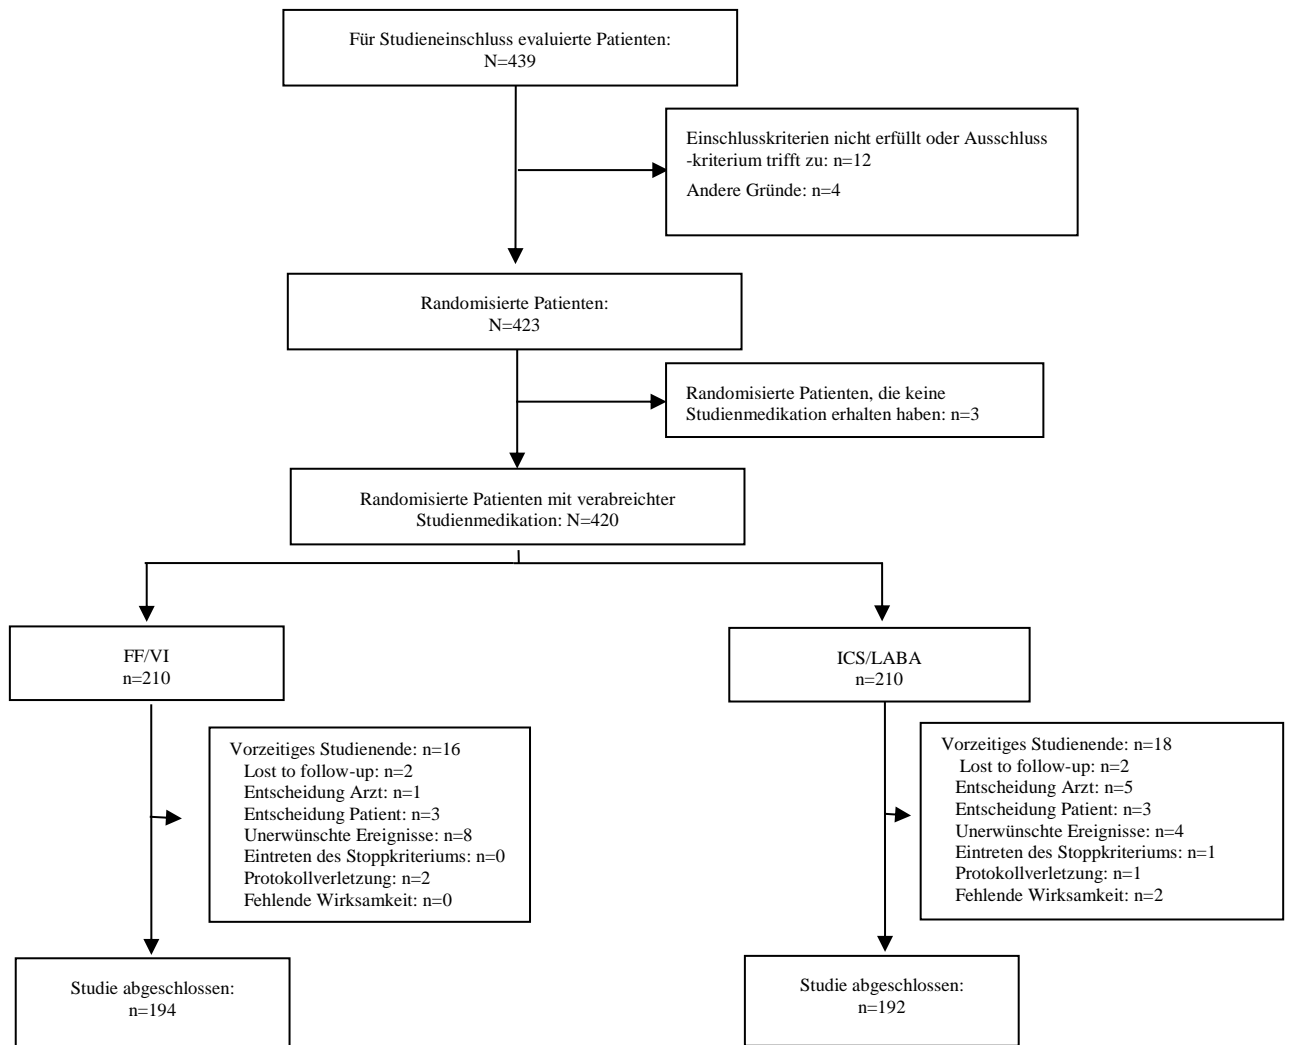 Für Studieneinschluss evaluierte Patienten:
N=439
Einschlusskriterien nicht erfüllt oder Ausschluss
-kriterium trifft zu: n=12
Andere Gründe: n=4
Randomisierte Patienten:
N=423
Randomisierte Patienten, die keine
Studienmedikation erhalten haben: n=3
Randomisierte Patienten mit verabreichter
Studienmedikation: N=420
FF/VI
n=210
ICS/LABA
n=210
Vorzeitiges Studienende: n=16
Lost to follow-up: n=2
Entscheidung Arzt: n=1
Entscheidung Patient: n=3
Unerwünschte Ereignisse: n=8
Eintreten des Stoppkriteriums: n=0
Protokollverletzung: n=2
Fehlende Wirksamkeit: n=0
Vorzeitiges Studienende: n=18
Lost to follow-up: n=2
Entscheidung Arzt: n=5
Entscheidung Patient: n=3
Unerwünschte Ereignisse: n=4
Eintreten des Stoppkriteriums: n=1
Protokollverletzung: n=1
Fehlende Wirksamkeit: n=2
Studie abgeschlossen:
n=194
Studie abgeschlossen:
n=192